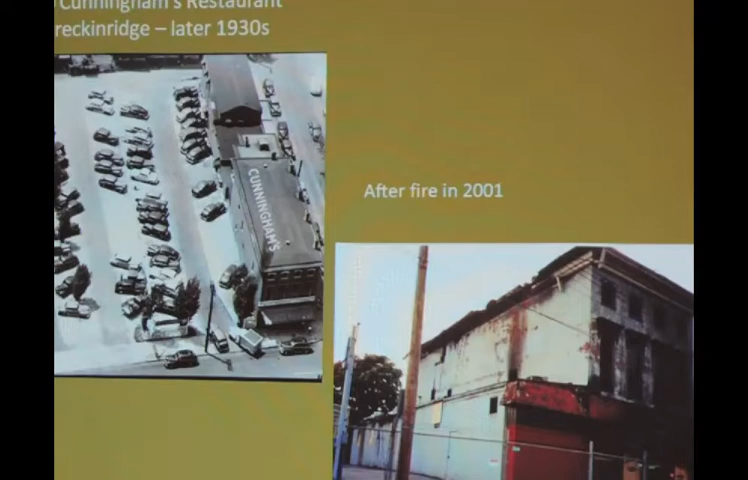 Cunningham's Restaurant
reckinridge – later 1930s
CUNNINGHAM'S
After fire in 2001